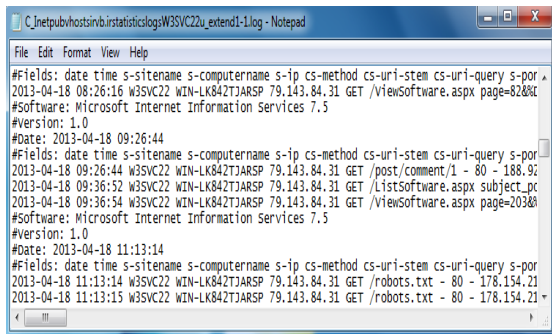 C_Inetpubvhostsirvb.irstatisticslogsW3SVC22u_extend1-1.log - Notepad
File Edit Format View Help
#Fields: date time s-sitename s-computername s-ip cs-method cs-uri-stem cs-uri-query s-por
2013-04-18 08:26:16 W3SVC22 WIN-LK842TJARSP 79.143.84.31 GET /ViewSoftware.aspx page=82&%D
#Software: Microsoft Internet Information Services 7.5
#Version: 1.0
#Date: 2013-04-18 09:26:44
#Fields: date time s-sitename s-computername s-ip cs-method cs-uri-stem cs-uri-query s-por
2013-04-18 09:26:44 W3SVC22 WIN-LK842TJARSP 79.143.84.31 GET /post/comment/1 - 80 - 188.92
2013-04-18 09:36:52 W3SVC22 WIN-LK842TJARSP 79.143.84.31 GET /ListSoftware.aspx subject_po
2013-04-18 09:36:54 W3SVC22 WIN-LK842TJARSP 79.143.84.31 GET /ViewSoftware.aspx page=203&%
#Software: Microsoft Internet Information Services 7.5
#Version: 1.0
#Date: 2013-04-18 11:13:14
#Fields: date time s-sitename s-computername s-ip cs-method cs-uri-stem cs-uri-query s-por
2013-04-18 11:13:14 W3SVC22 WIN-LK842TJARSP 79.143.84.31 GET /robots.txt - 80 - 178.154.21
2013-04-18 11:13:15 W3SVC22 WIN-LK842TJARSP 79.143.84.31 GET /robots.txt - 80 - 178.154.21